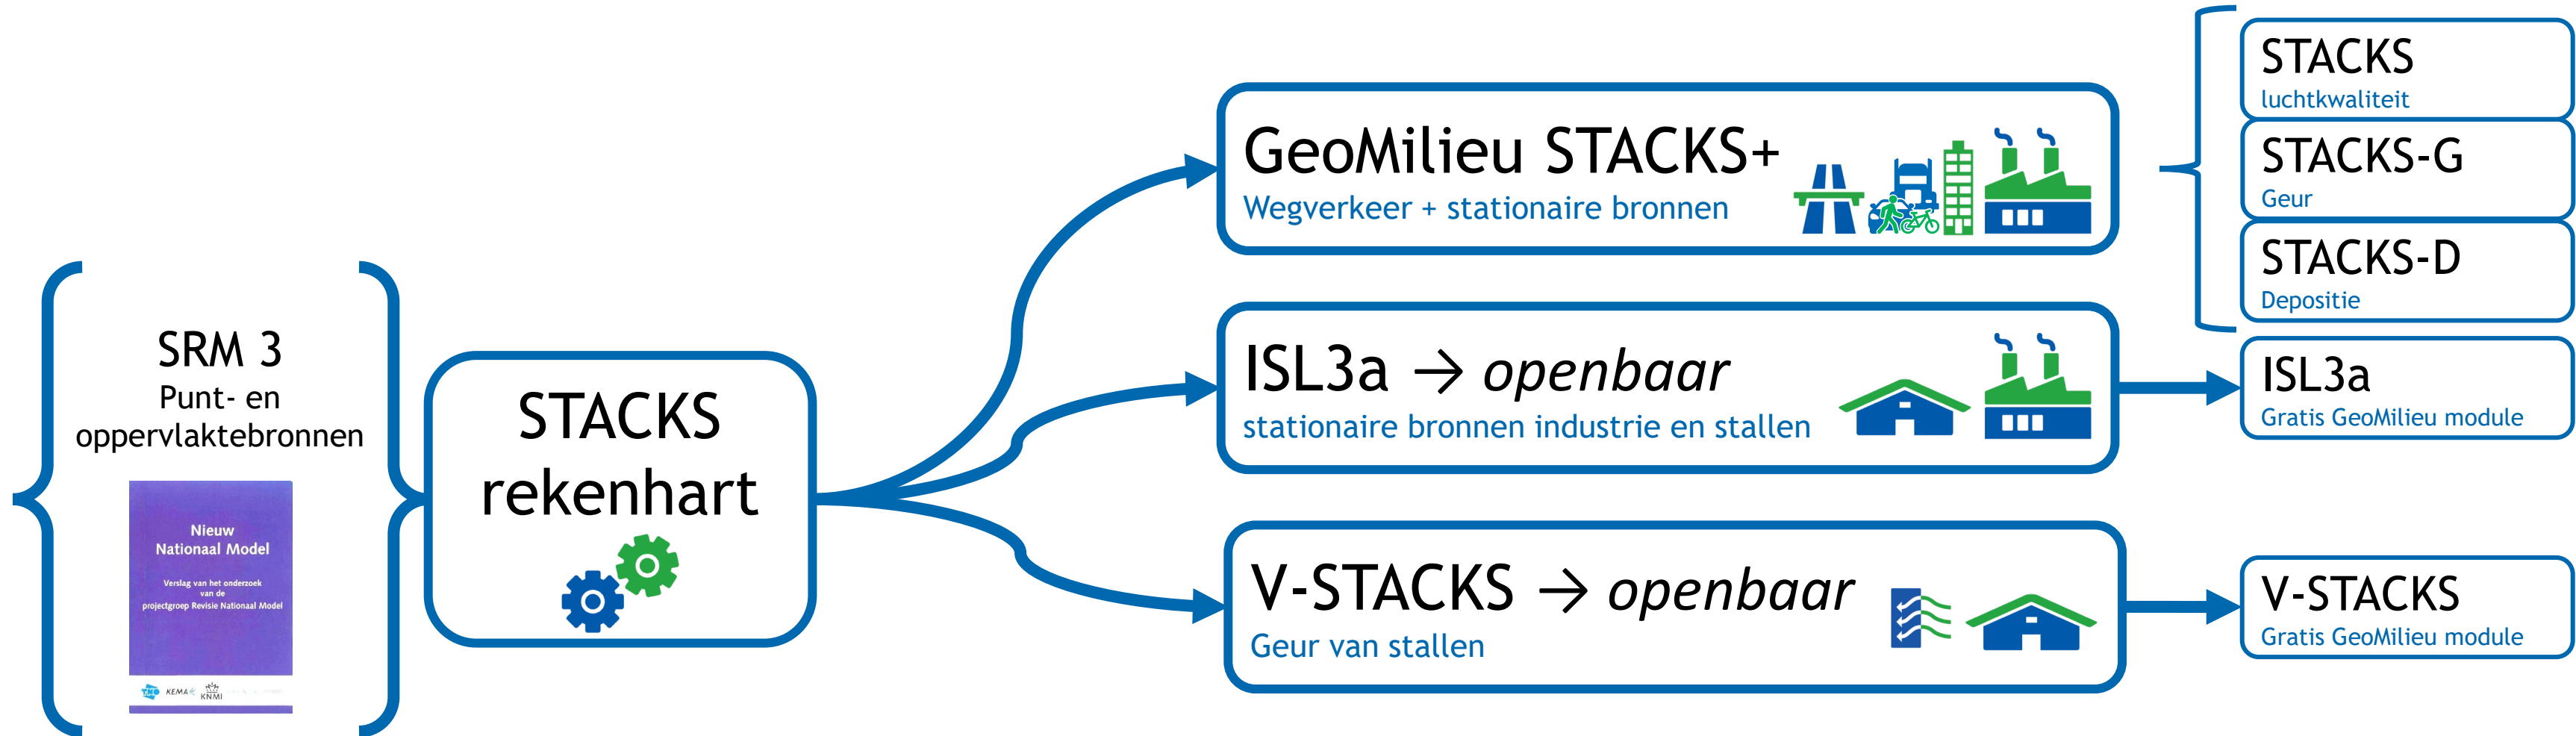 SRM 3
Punt- en
oppervlaktebronnen
Nieuw
Nationaal Model
Verslag van het onderzoek
van de
projectgroep Revisie Nationaal Model
KEMA
KNMI
STACKS
rekenhart
GeoMilieu STACKS+
Wegverkeer + stationaire bronnen
ISL3a → openbaar
stationaire bronnen industrie en stallen
V-STACKS → openbaar
Geur van stallen
STACKS
luchtkwaliteit
STACKS-G
Geur
STACKS-D
Depositie
ISL3a
Gratis GeoMilieu module
V-STACKS
Gratis GeoMilieu module